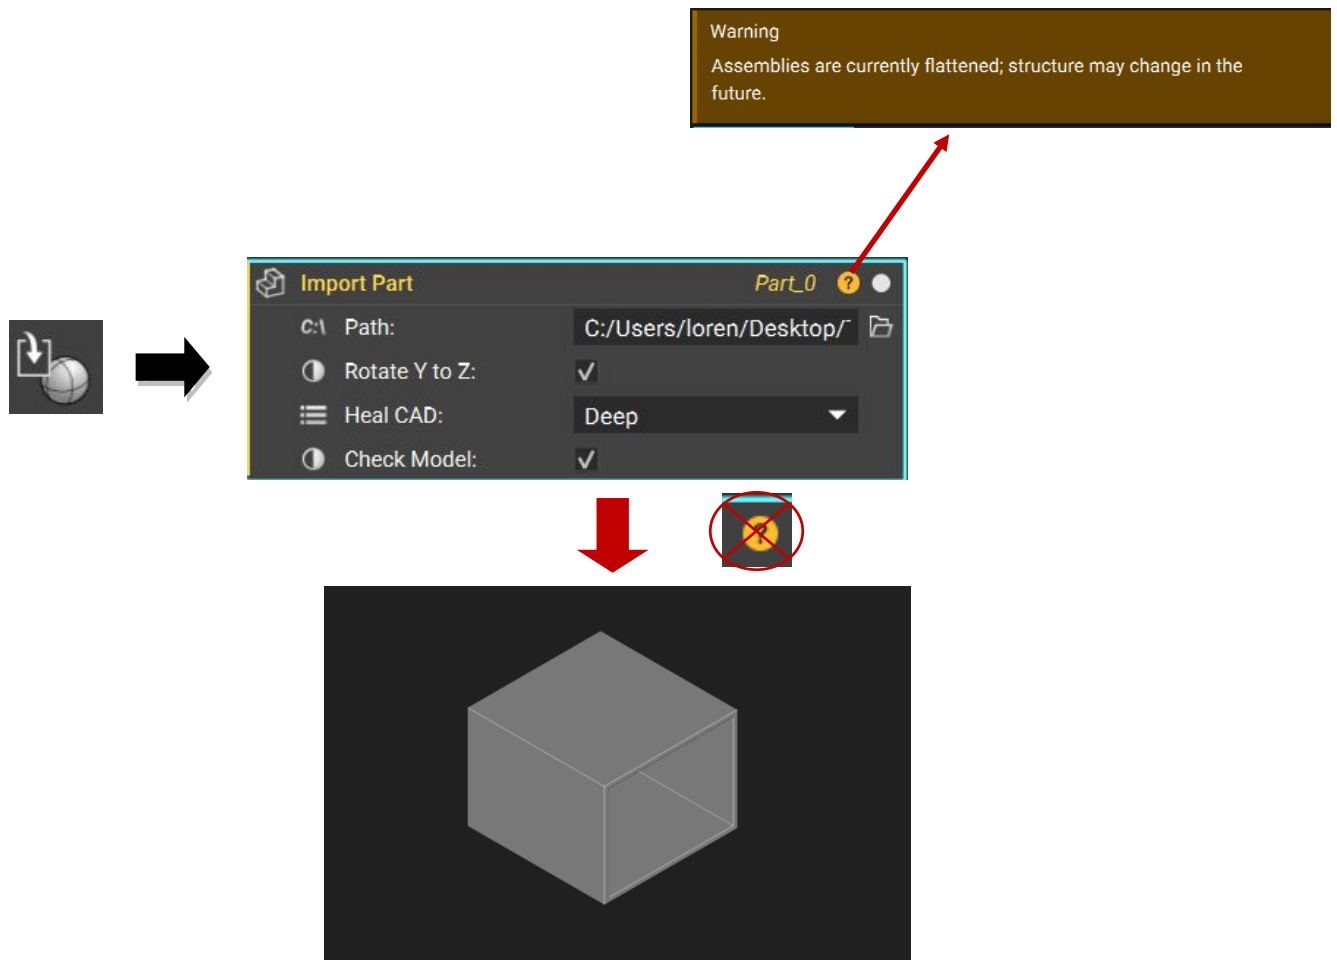 Warning
Assemblies are currently flattened; structure may change in the
future.
Import Part Part_0 ?
C:\ Path: C:/Users/loren/Desktop/
Rotate Y to Z:
Heal CAD: Deep
Check Model:
?